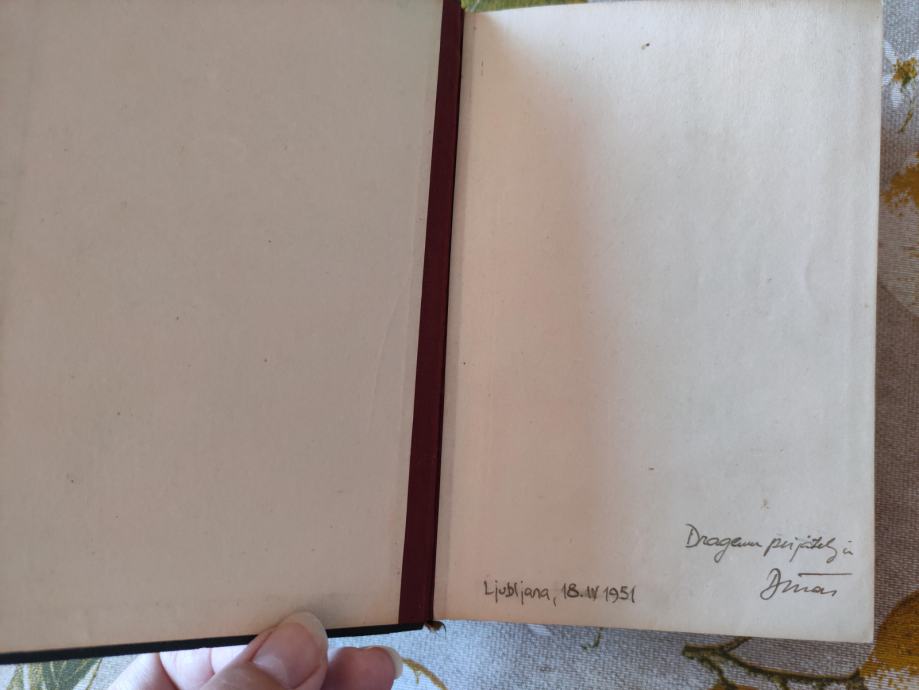 Dragemu prijatelju
Ljubljana, 18. IV 1951